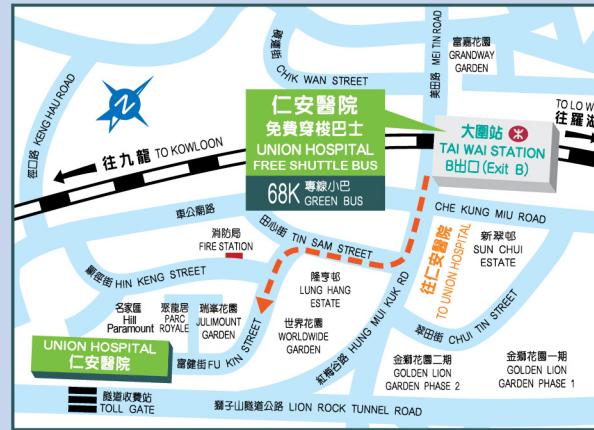 徑口路 KENG HAU ROAD
積運街
CHIK WAN STREET
美田路 MEI TIN ROAD
富嘉花園
GRANDWAY
GARDEN
仁安醫院
免費穿梭巴士
UNION HOSPITAL
FREE SHUTTLE BUS
68K 專線小巴
GREEN BUS
大圍站
TAI WAI STATION
B出口 (Exit B)
TO LO W
往羅湖
往九龍 TO KOWLOON
車公廟路
CHE KUNG MIU ROAD
消防局
FIRE STATION
田心街 TIN SAM STREET
往仁安醫院
TO UNION HOSPITAL
新翠邨
SUN CHUI
ESTATE
顯徑街 HIN KENG STREET
隆亨邨
LUNG HANG
ESTATE
紅梅谷路 HUNG MUI KUK RD
翠田街 CHUI TIN STREET
名家匯
Hill
Paramount
聚龍居
PARC
ROYALE
瑞峯花園
JULIMOUNT
GARDEN
世界花園
WORLDWIDE
GARDEN
富健街 FU KIN STREET
UNION HOSPITAL
仁安醫院
金獅花園二期
GOLDEN LION
GARDEN PHASE 2
金獅花園一期
GOLDEN LION
GARDEN PHASE 1
隧道收費站
TOLL GATE
獅子山隧道公路 LION ROCK TUNNEL ROAD